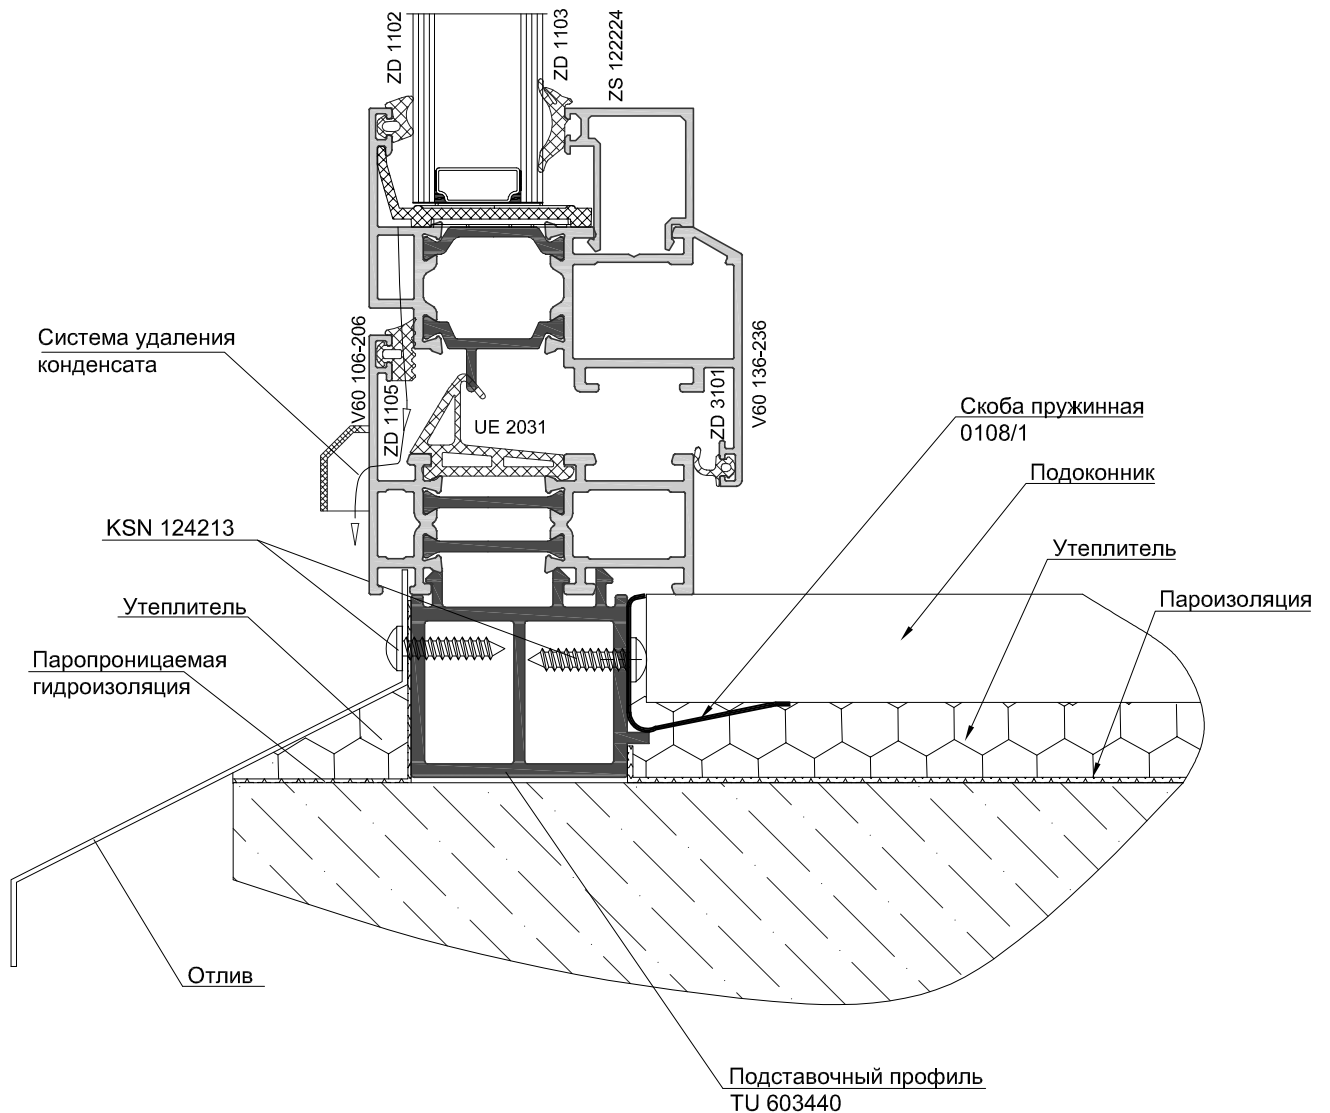 ZD 1102
ZD 1103
ZS 122224
Система удаления
конденсата
V60 106-206
ZD 1105
UE 2031
ZD 3101
V60 136-236
Скоба пружинная
0108/1
Подоконник
KSN 124213
Утеплитель
Утеплитель
Пароизоляция
Паропроницаемая
гидроизоляция
Отлив
Подставочный профиль
TU 603440